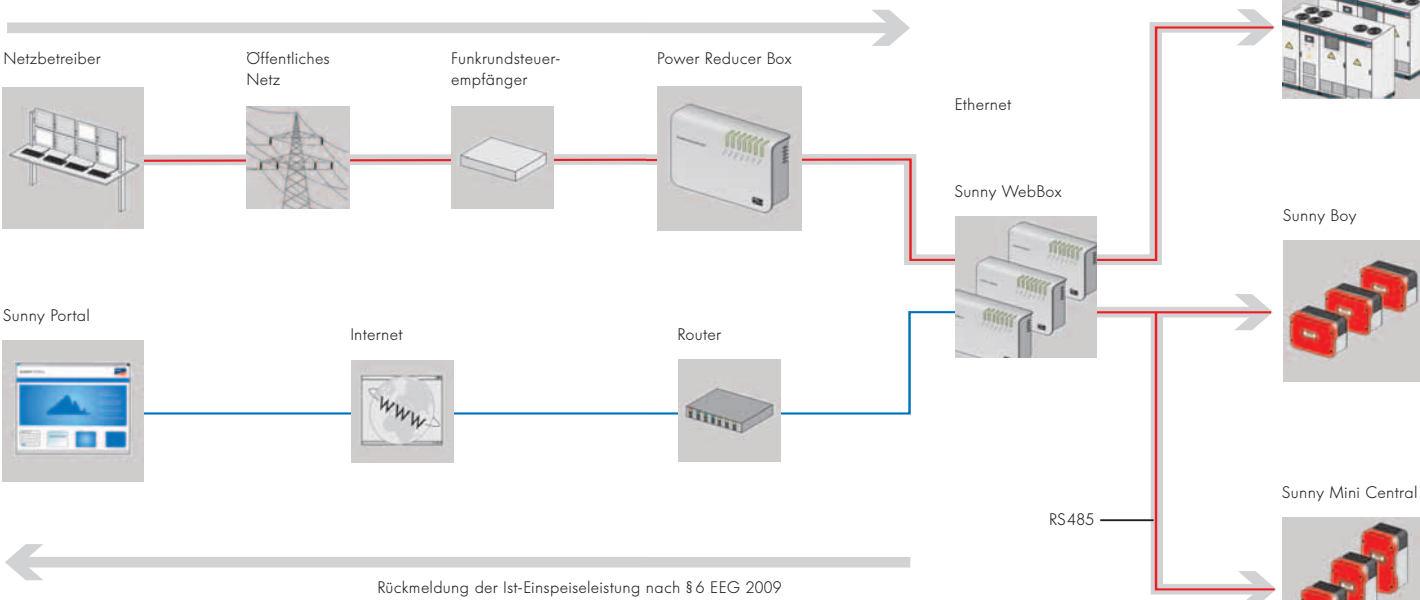 Netzbetreiber
Öffentliches
Netz
Funkrundsteuer-
empfänger
Power Reducer Box
Ethernet
Sunny WebBox
Sunny Boy
Sunny Portal
Internet
Router
WWW
Sunny Mini Central
RS485
Rückmeldung der Ist-Einspeiseleistung nach § 6 EEG 2009